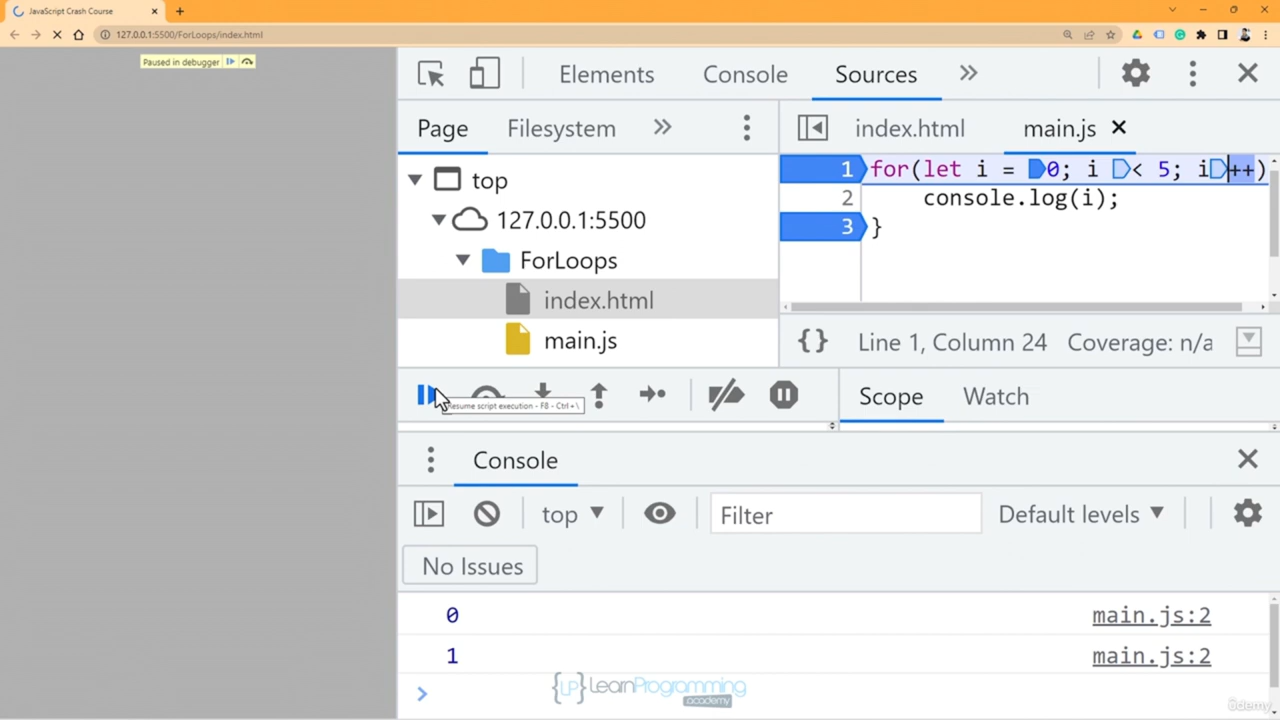 JavaScript Crash Course
127.0.0.1:5500/ForLoops/index.html
Paused in debugger
Elements Console Sources
Page Filesystem
index.html main.js
top
127.0.0.1:5500
ForLoops
index.html
main.js
1 for(let i = 0; i < 5; i++)
2 console.log(i);
3 }
{} Line 1, Column 24 Coverage: n/a
Resume script execution - F8 - Ctrl + \
Scope Watch
Console
top Filter Default levels
No Issues
0 main.js:2
1 main.js:2
{LP} LearnProgramming
academy
ûdemy